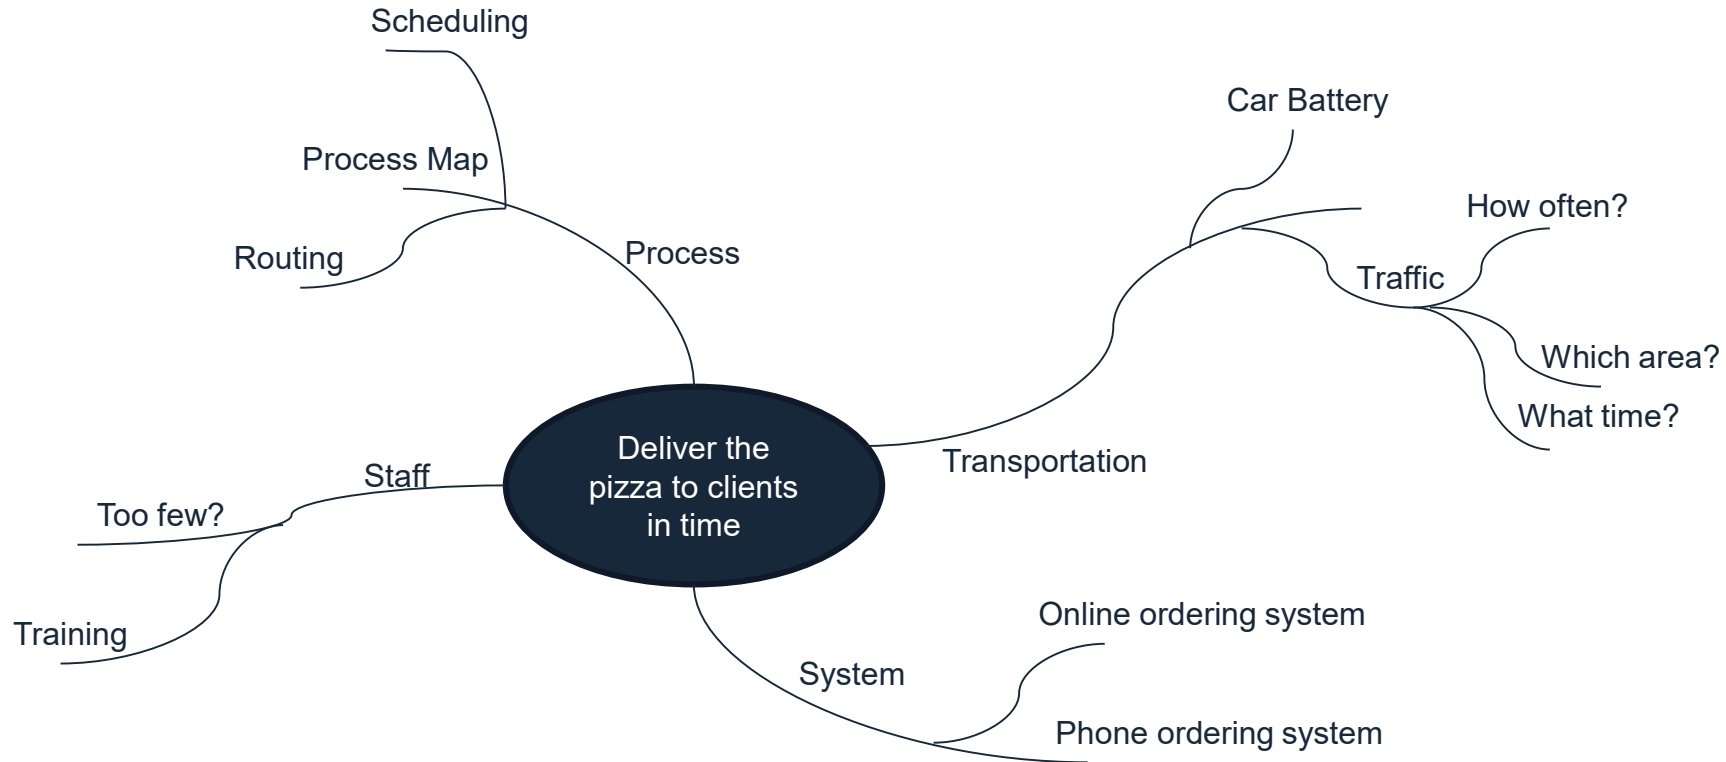 Scheduling
Process Map
Routing
Process
Car Battery
How often?
Traffic
Which area?
What time?
Transportation
Deliver the
pizza to clients
in time
Staff
Too few?
Training
Online ordering system
System
Phone ordering system